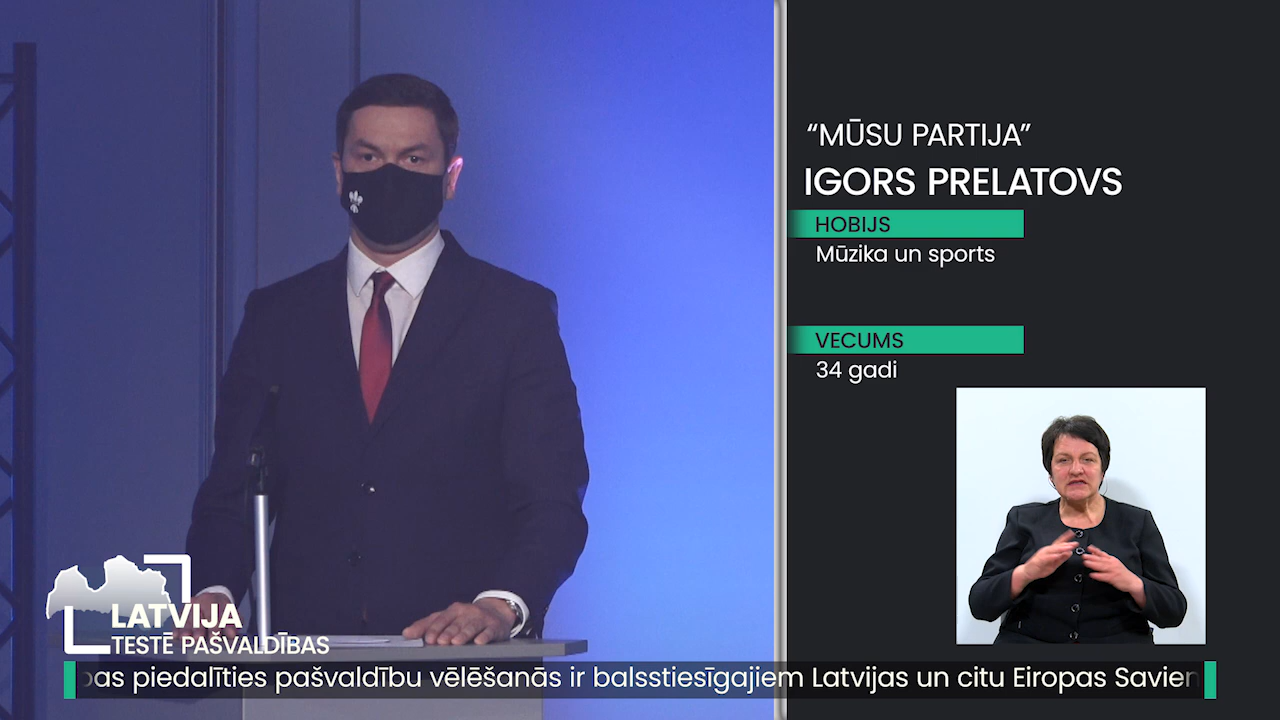 “MŪSU PARTIJA”
IGORS PRELATOVS
HOBIJS
Mūzika un sports
VECUMS
34 gadi
LATVIJA
TESTĒ PAŠVALDĪBAS
piedalīties pašvaldību vēlēšanās ir balsstiesīgajiem Latvijas un citu Eiropas